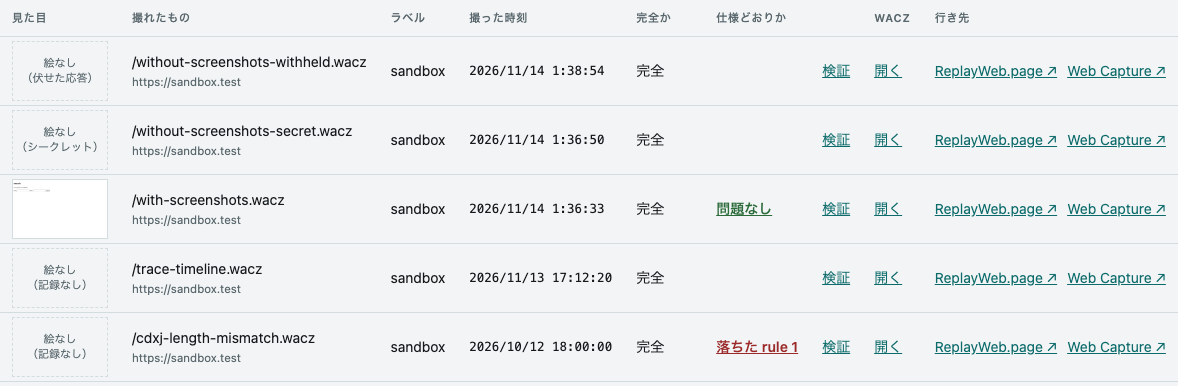 見た目 撮れたもの ラベル 撮った時刻 完全か 仕様どおりか WACZ 行き先
絵なし
（伏せた応答）
/without-screenshots-withheld.wacz
https://sandbox.test
sandbox 2026/11/14 1:38:54 完全 検証 開く ReplayWeb.page ↗ Web Capture ↗
絵なし
（シークレット）
/without-screenshots-secret.wacz
https://sandbox.test
sandbox 2026/11/14 1:36:50 完全 検証 開く ReplayWeb.page ↗ Web Capture ↗
/with-screenshots.wacz
https://sandbox.test
sandbox 2026/11/14 1:36:33 完全 問題なし 検証 開く ReplayWeb.page ↗ Web Capture ↗
絵なし
（記録なし）
/trace-timeline.wacz
https://sandbox.test
sandbox 2026/11/13 17:12:20 完全 検証 開く ReplayWeb.page ↗ Web Capture ↗
絵なし
（記録なし）
/cdxj-length-mismatch.wacz
https://sandbox.test
sandbox 2026/10/12 18:00:00 完全 落ちた rule 1 検証 開く ReplayWeb.page ↗ Web Capture ↗